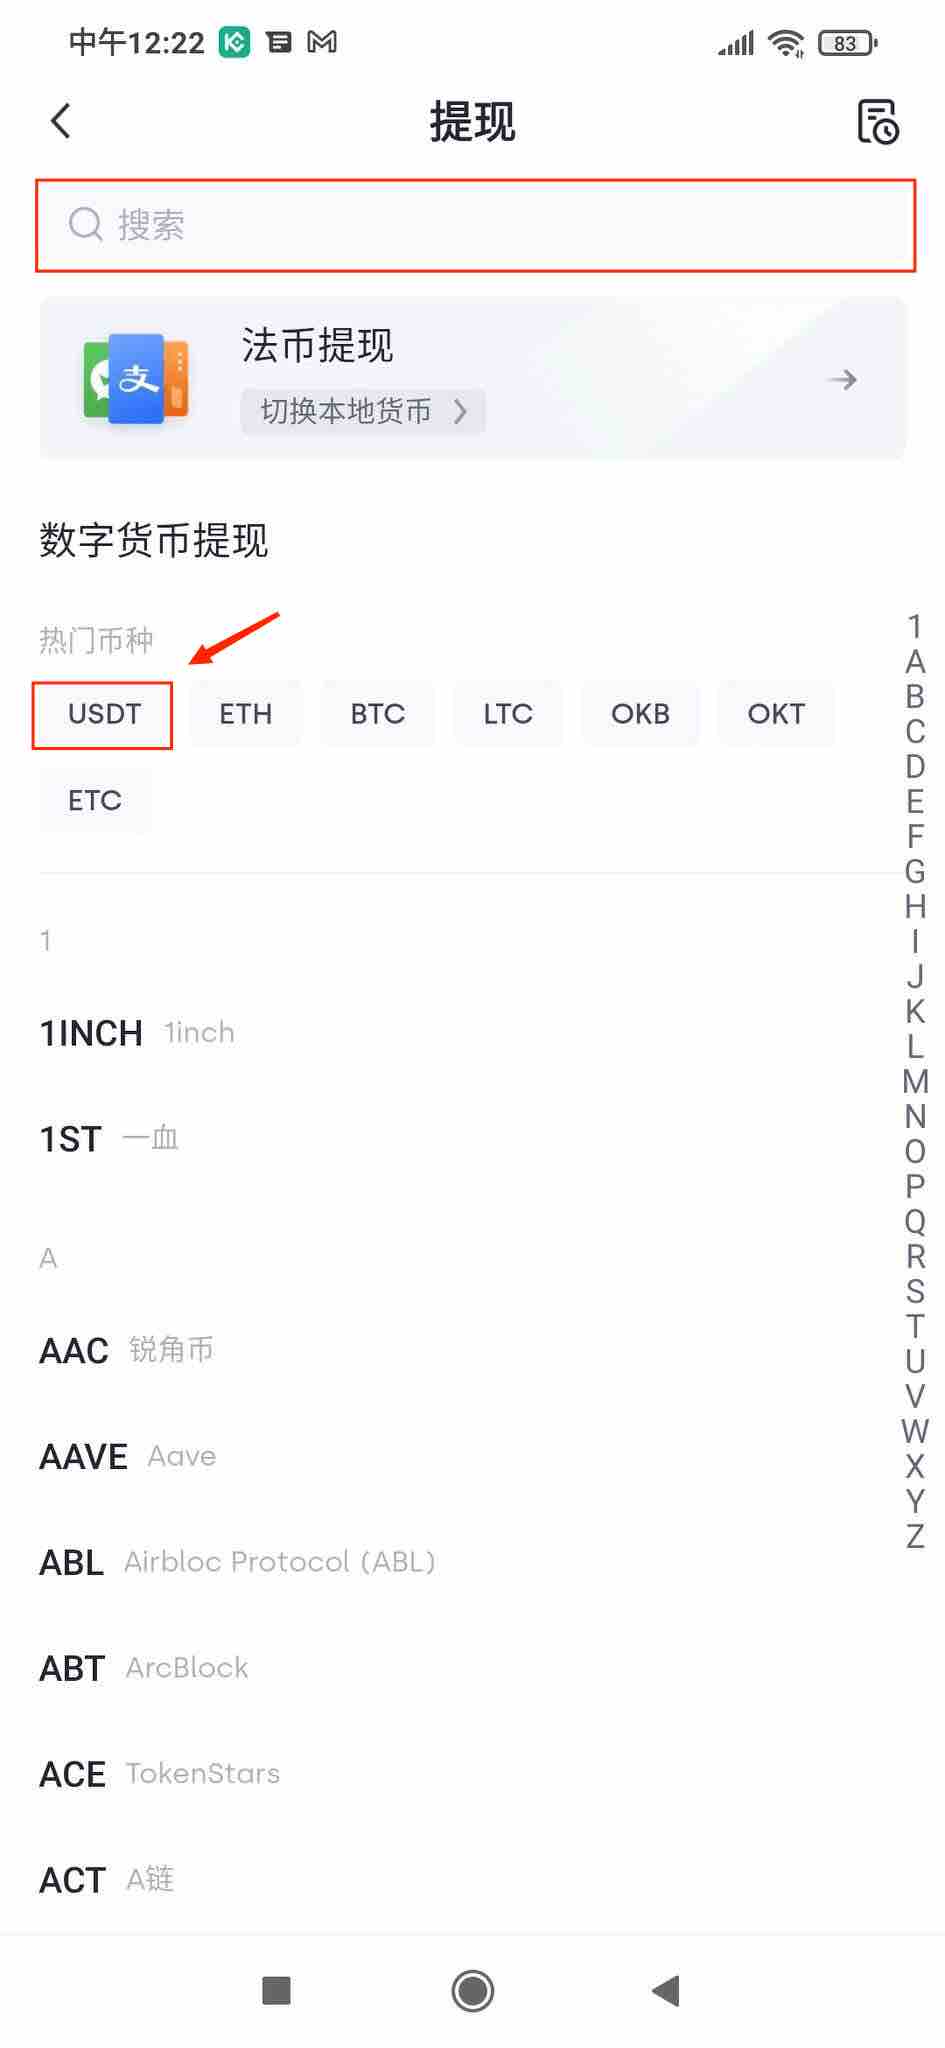 中午12:22
83
提现
搜索
法币提现
支
切换本地货币
数字货币提现
热门币种
USDT ETH BTC LTC OKB OKT
ETC
1
1INCH 1inch
1ST 一血
A
AAC 锐角币
AAVE Aave
ABL Airbloc Protocol (ABL)
ABT ArcBlock
ACE TokenStars
ACT A链
1
A
B
C
D
E
F
G
H
I
J
K
L
M
N
O
P
Q
R
S
T
U
V
W
X
Y
Z